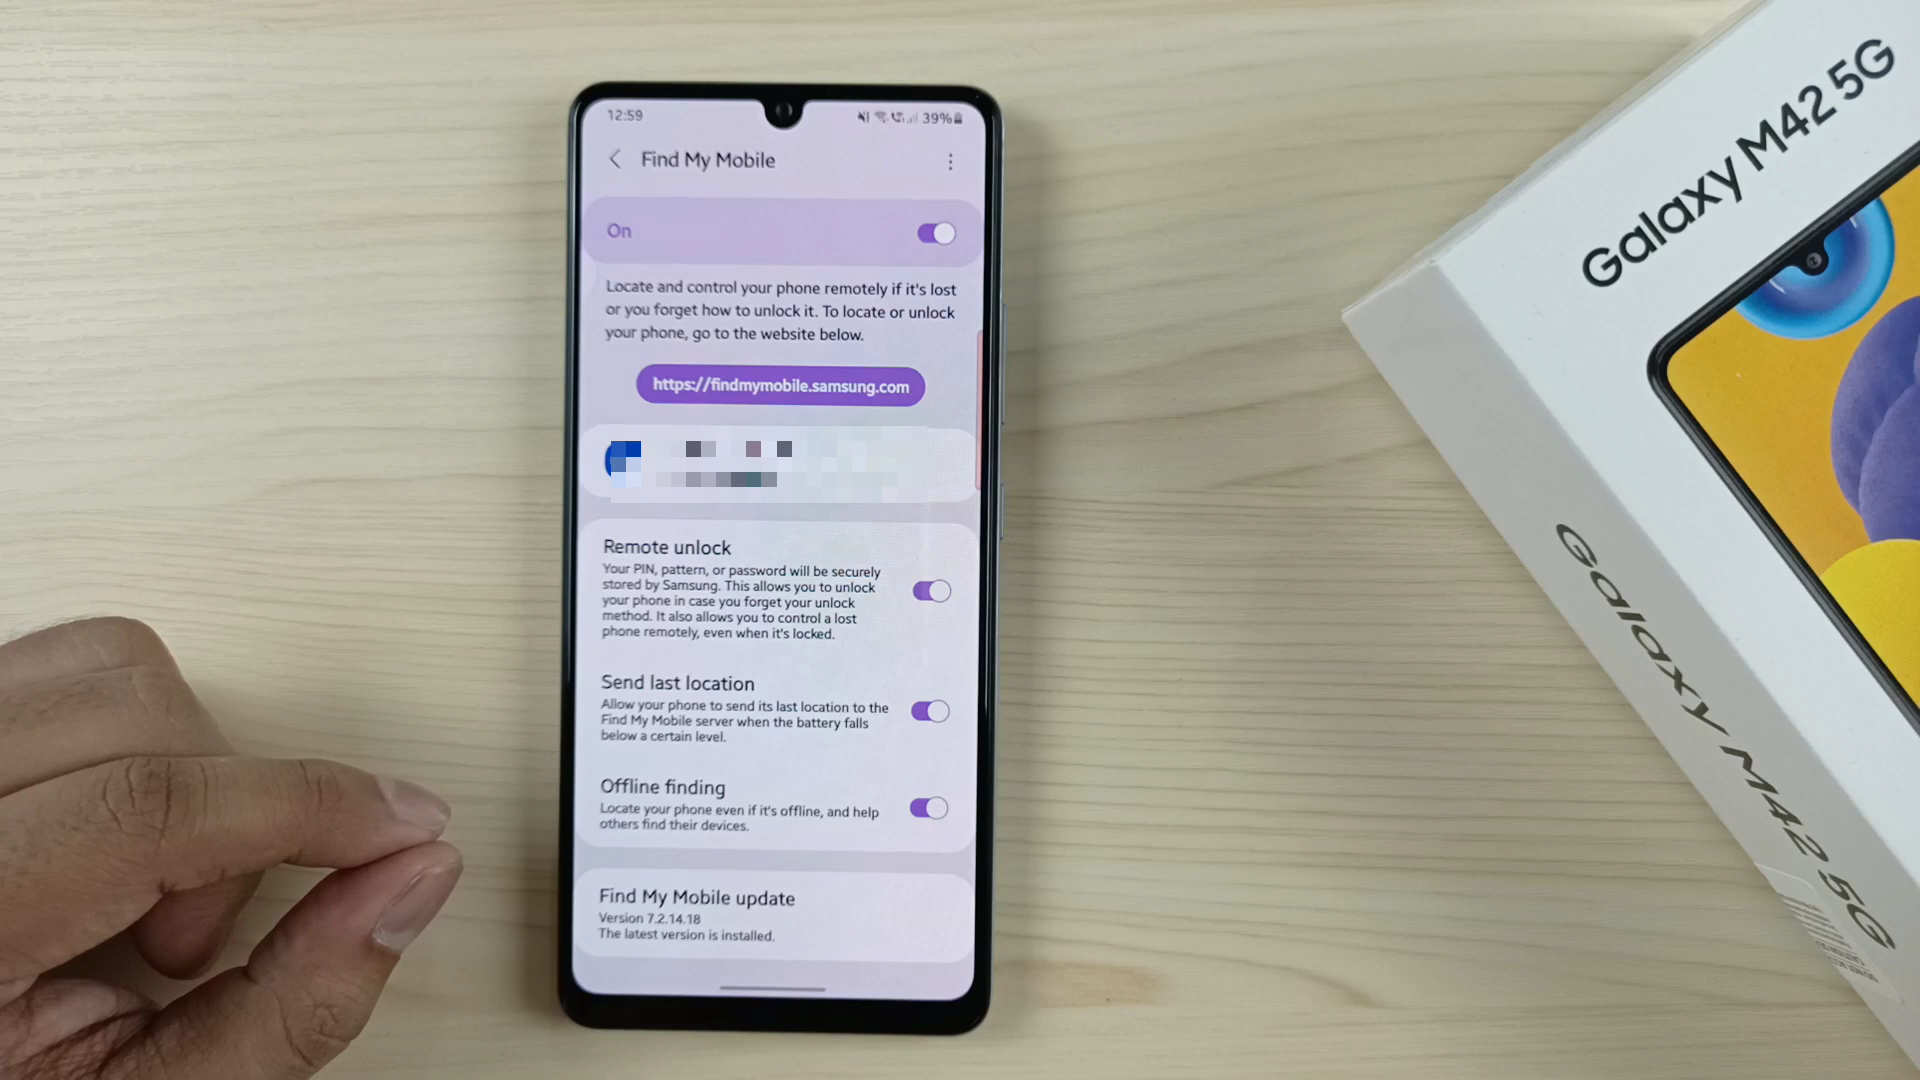 12:59
39%
Find My Mobile
On
Locate and control your phone remotely if it's lost
or you forget how to unlock it. To locate or unlock
your phone, go to the website below.
https://findmymobile.samsung.com
Remote unlock
Your PIN, pattern, or password will be securely
stored by Samsung. This allows you to unlock
your phone in case you forget your unlock
method. It also allows you to control a lost
phone remotely, even when it's locked.
Send last location
Allow your phone to send its last location to the
Find My Mobile server when the battery falls
below a certain level.
Offline finding
Locate your phone even if it's offline, and help
others find their devices.
Find My Mobile update
Version 7.2.14.18
The latest version is installed.
Galaxy M42 5G
Galaxy M42 5G